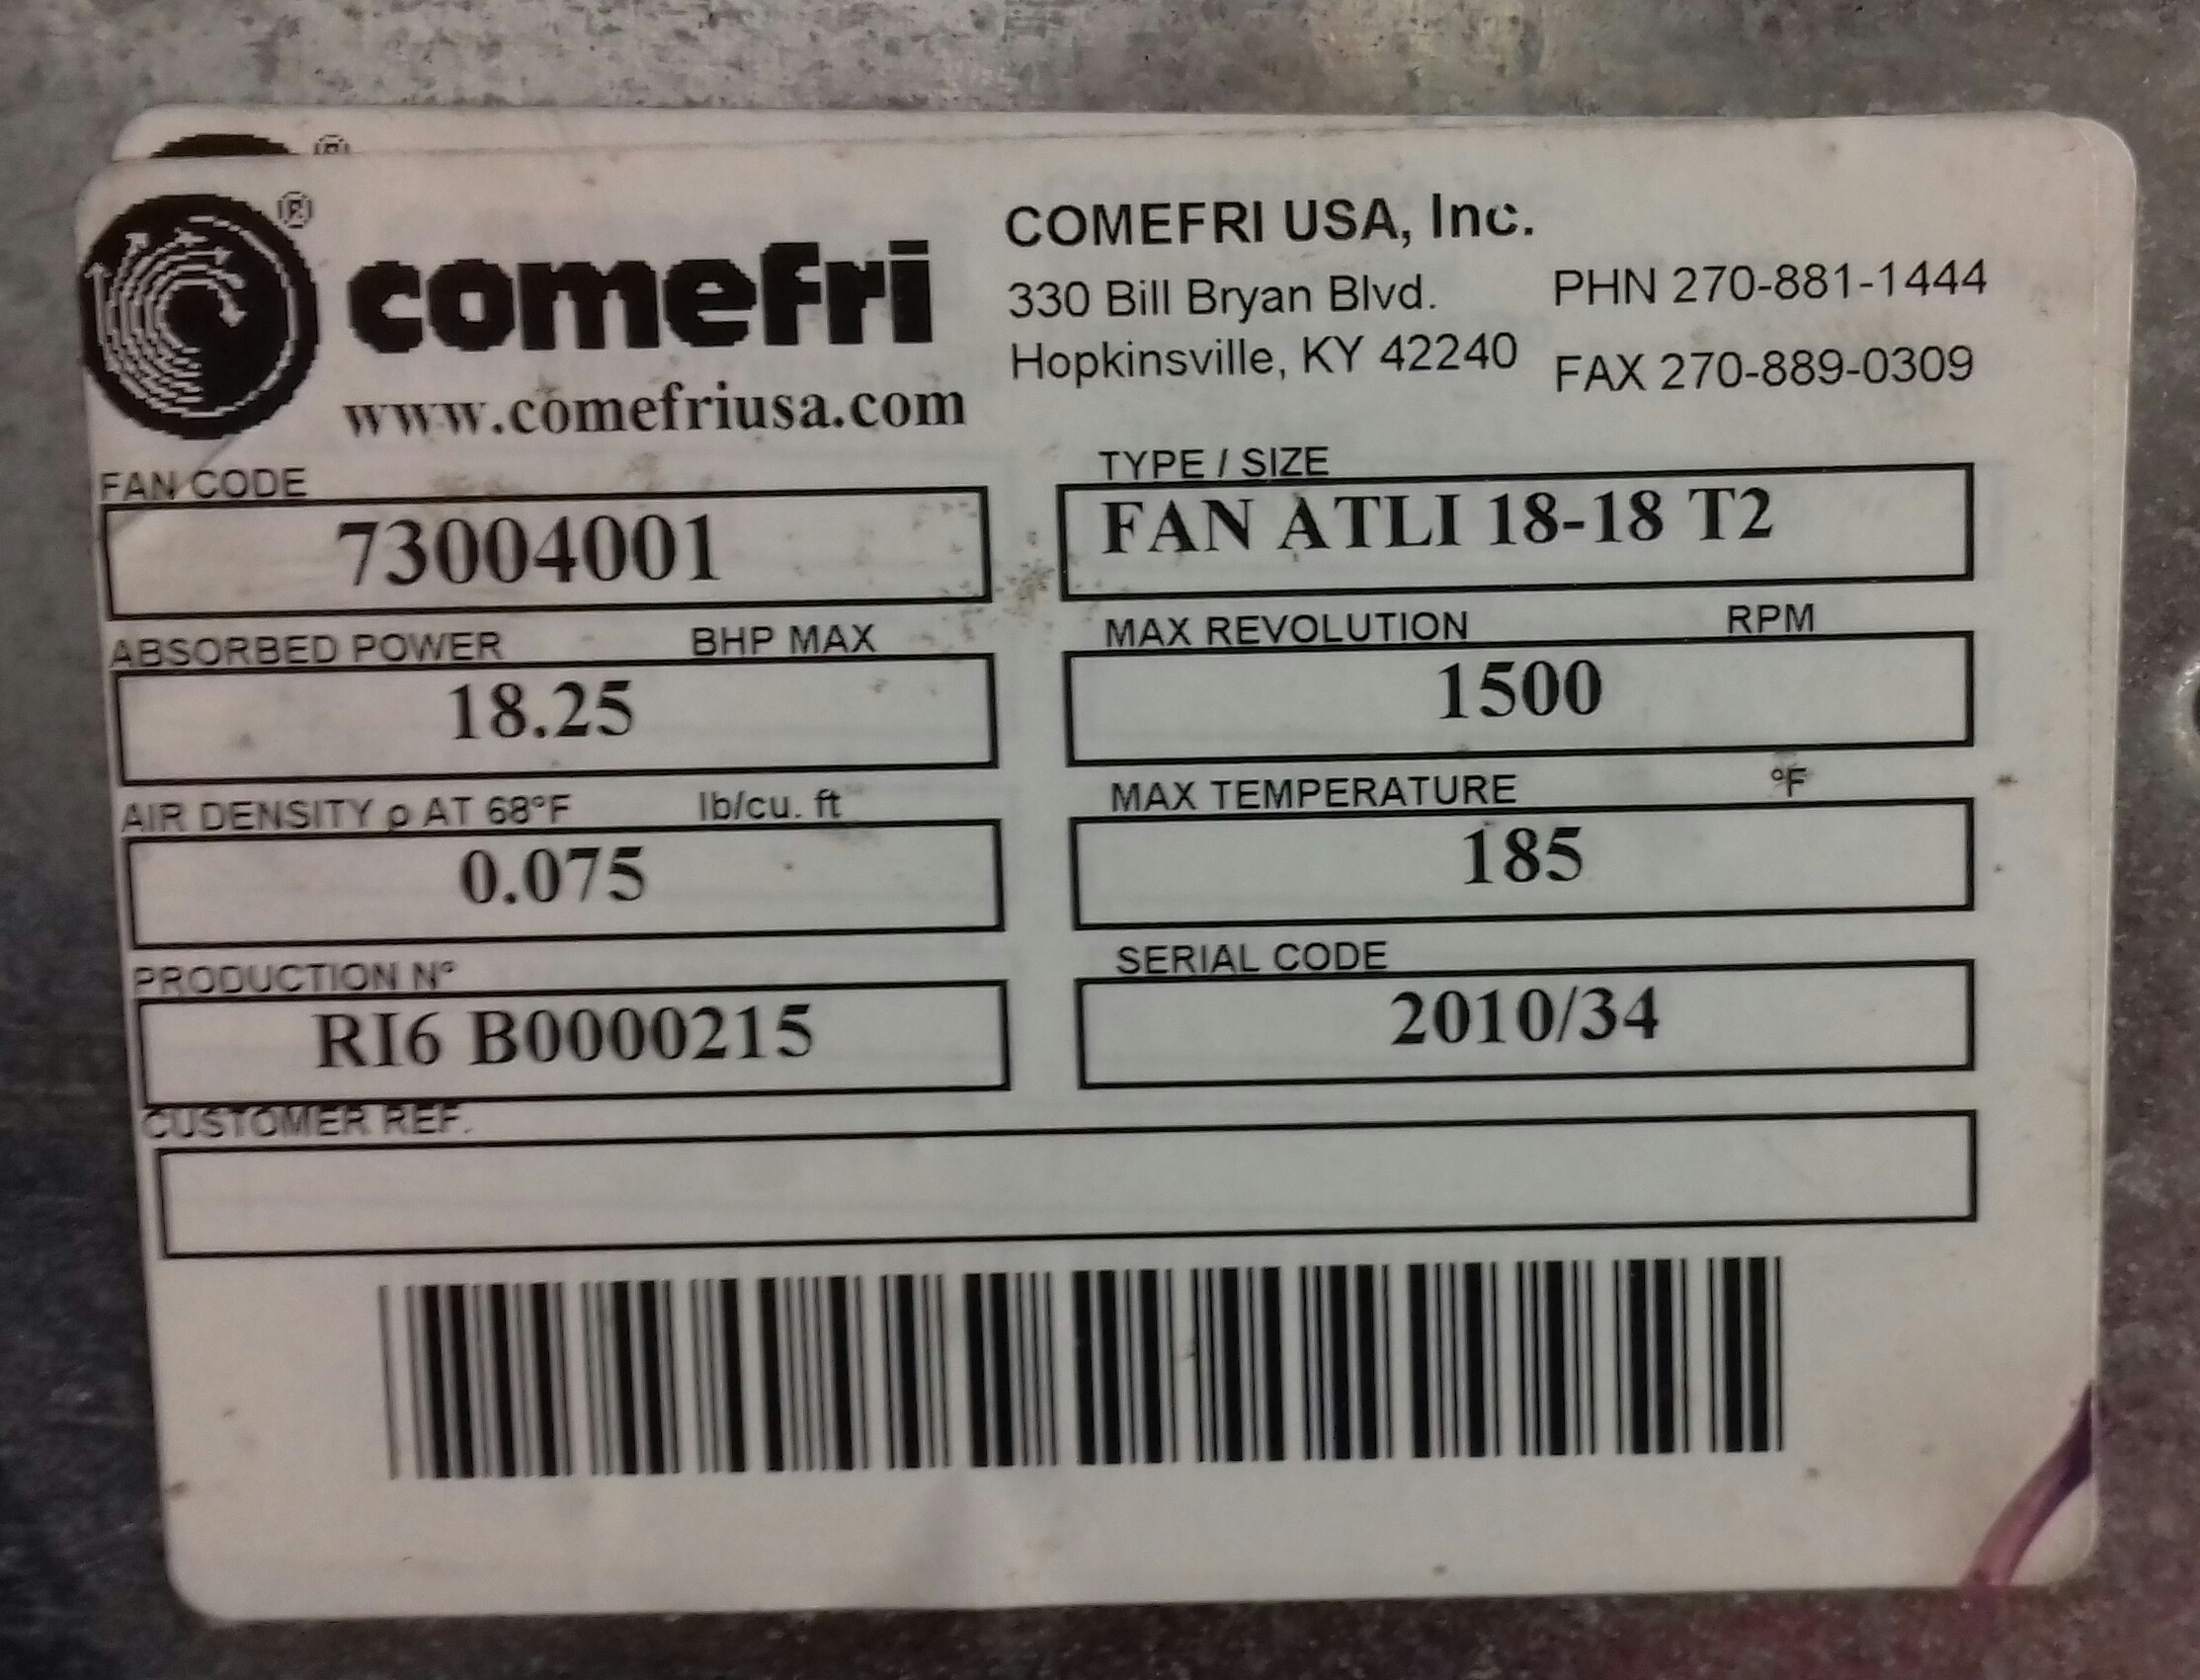 ®
®
comefri
www.comefriusa.com
COMEFRI USA, Inc.
330 Bill Bryan Blvd.
Hopkinsville, KY 42240
PHN 270-881-1444
FAX 270-889-0309
FAN CODE
73004001
TYPE / SIZE
FAN ATLI 18-18 T2
ABSORBED POWER BHP MAX
18.25
MAX REVOLUTION RPM
1500
AIR DENSITY ρ AT 68°F lb/cu. ft
0.075
MAX TEMPERATURE °F
185
PRODUCTION N°
RI6 B0000215
SERIAL CODE
2010/34
CUSTOMER REF.